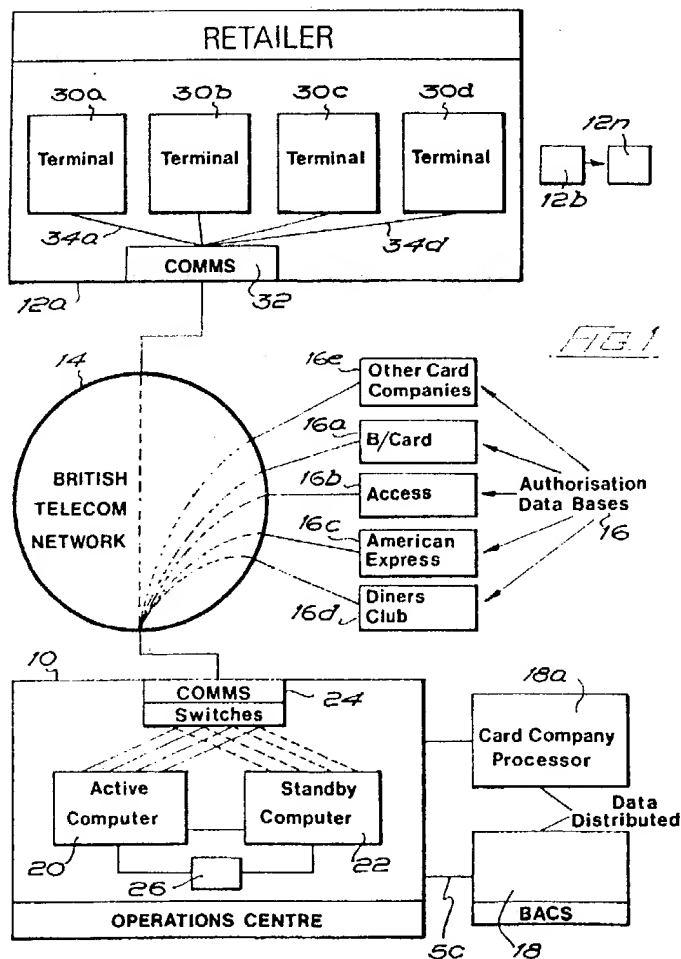 RETAILER
30a
30b
30c
30d
Terminal
Terminal
Terminal
Terminal
12n
12b
34a
34d
COMMS
32
12a
FIG. 1
14
16e
Other Card
Companies
16a
B/Card
BRITISH
TELECOM
NETWORK
16b
Access
Authorisation
Data Bases
16
16c
American
Express
Diners
Club
16d
10
COMMS
Switches
24
18a
Card Company
Processor
Active
Computer
Standby
Computer
Data
Distributed
20
22
26
OPERATIONS CENTRE
5c
BACS
18